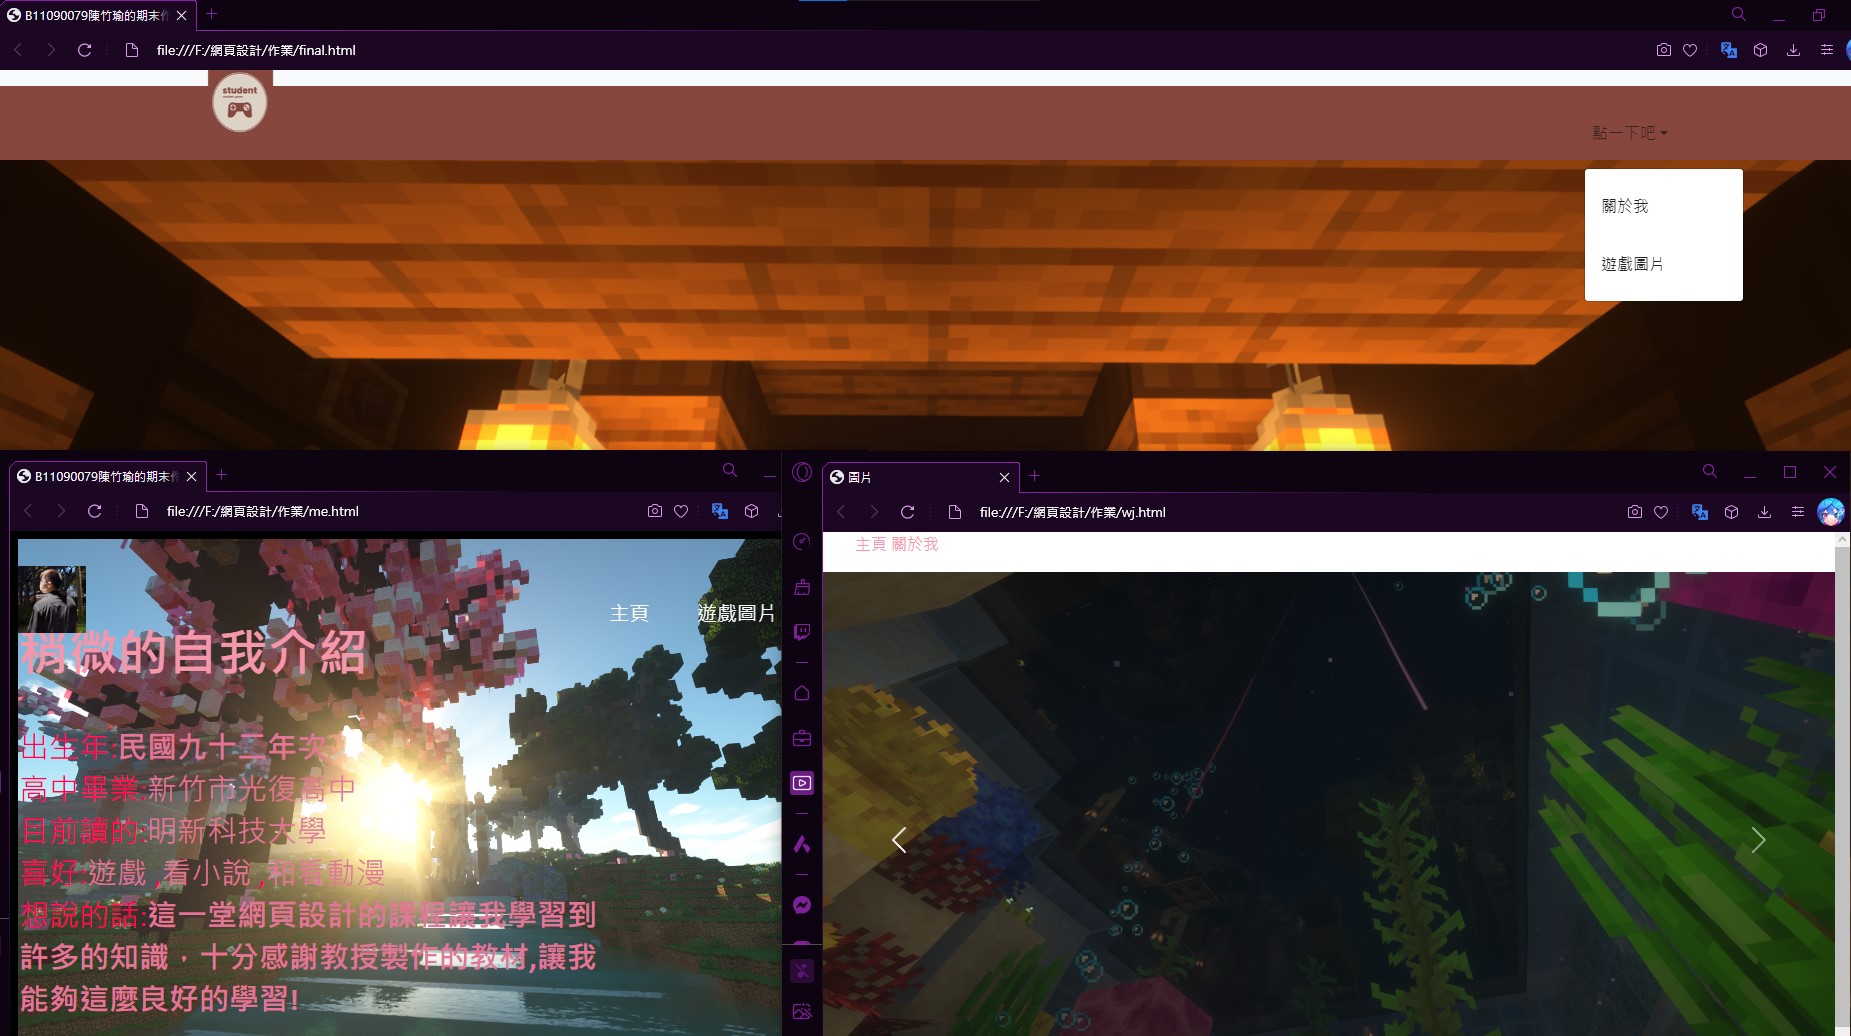 B11090079陳竹瑜的期末作
file:///F:/網頁設計/作業/final.html
student
點一下吧
關於我
遊戲圖片
B11090079陳竹瑜的期末作
file:///F:/網頁設計/作業/me.html
主頁 遊戲圖片
稍微的自我介紹
出生年:民國九十三年次
高中畢業:新竹市光復高中
目前讀的:明新科技大學
喜好:遊戲 ,看小說 ,和看動漫
想說的話:這一堂網頁設計的課程讓我學習到
許多的知識，十分感謝教授製作的教材,讓我
能夠這麼良好的學習!
圖片
file:///F:/網頁設計/作業/wj.html
主頁 關於我